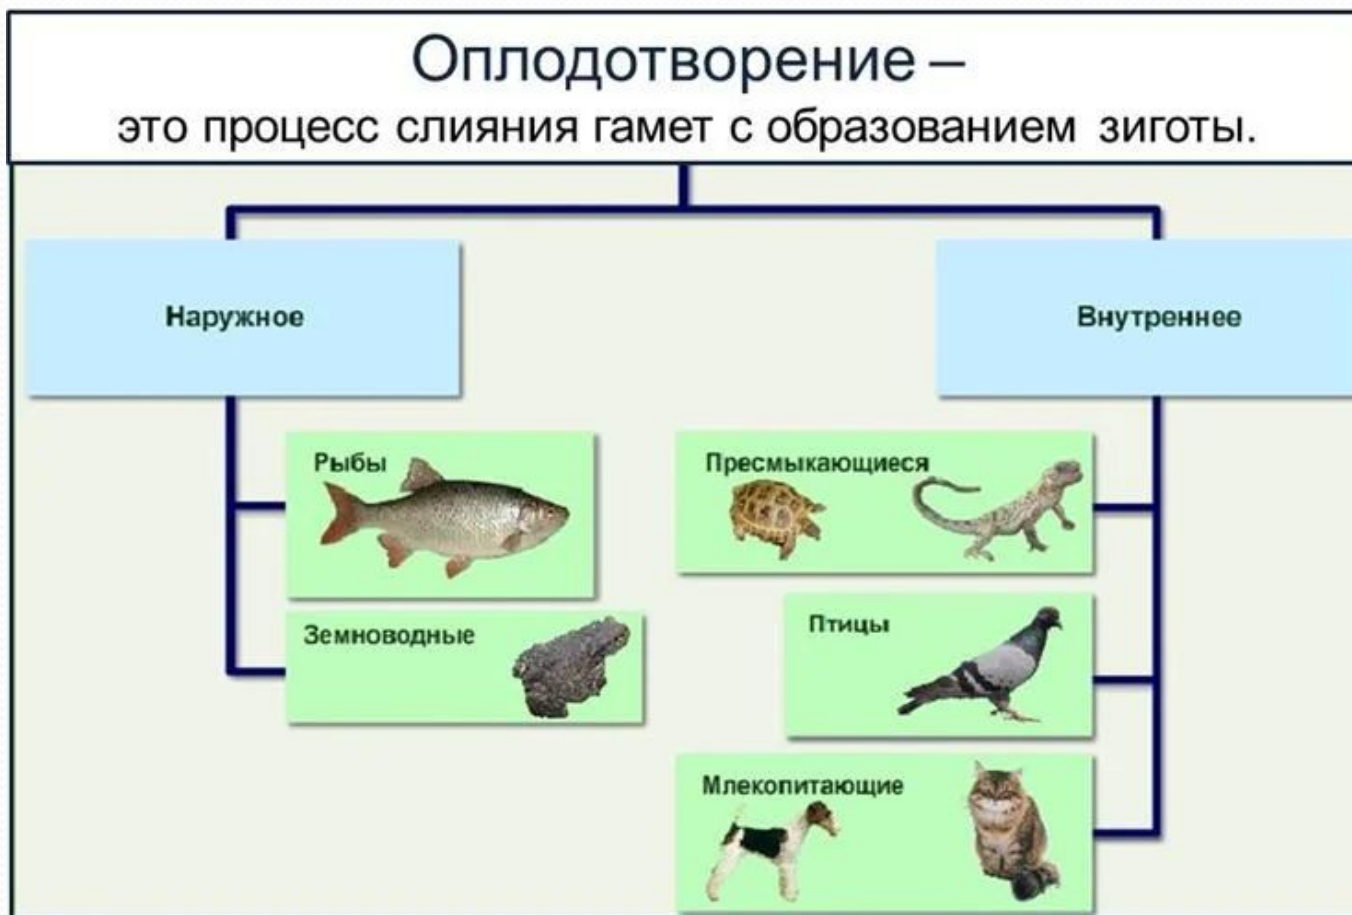 Оплодотворение –
это процесс слияния гамет с образованием зиготы.
Наружное
Внутреннее
Рыбы
Земноводные
Пресмыкающиеся
Птицы
Млекопитающие